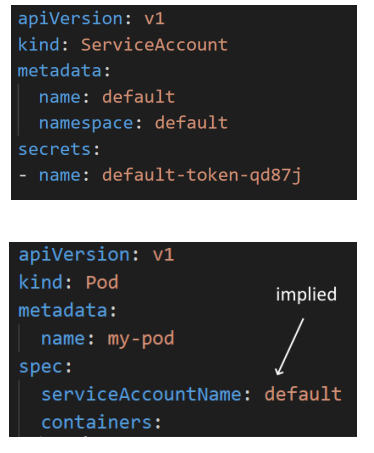 apiVersion: v1
kind: ServiceAccount
metadata:
  name: default
  namespace: default
secrets:
- name: default-token-qd87j
apiVersion: v1
kind: Pod
metadata:
implied
  name: my-pod
spec:
  serviceAccountName: default
  containers: